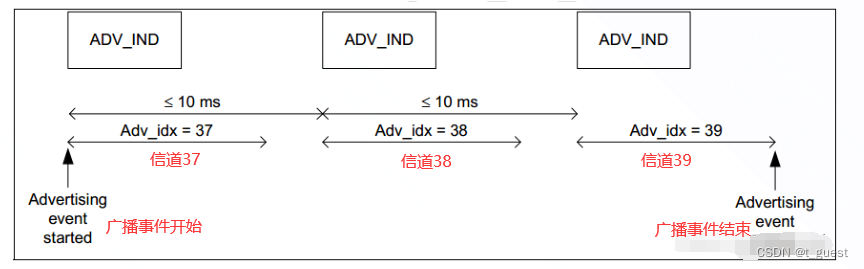 ADV_IND
ADV_IND
ADV_IND
≤ 10 ms
≤ 10 ms
Adv_idx = 37
Adv_idx = 38
Adv_idx = 39
信道37
信道38
信道39
Advertising
event
started
广播事件开始
Advertising
event
广播事件结束
CSDN @t_guest